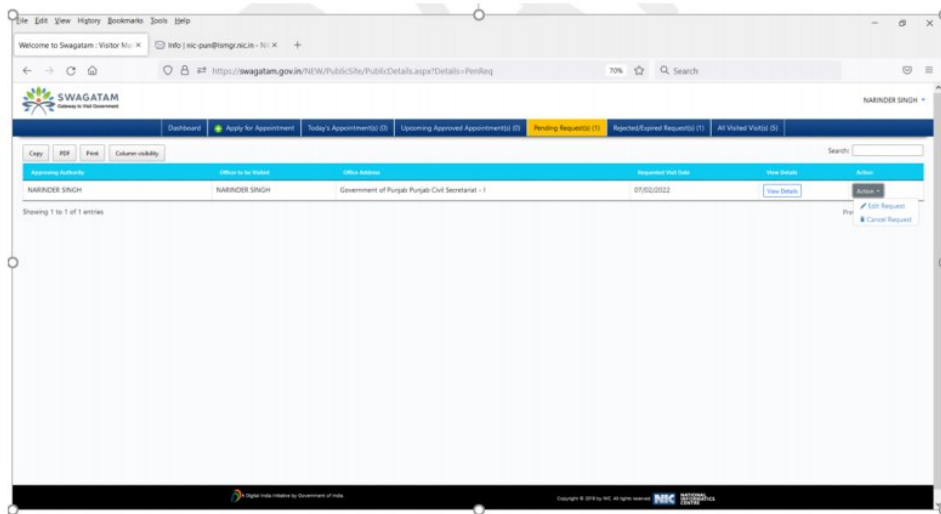 File Edit View History Bookmarks Tools Help
Welcome to Swagatam : Visitor Ma
Info | nic-pun@lsmgr.nic.in - NI
https://swagatam.gov.in/NEW/PublicSite/PublicDetails.aspx?Details=PenReq
70%
Search
SWAGATAM
Gateway to Visit Government
NARINDER SINGH
Dashboard Apply for Appointment Today's Appointment(s) (0) Upcoming Approved Appointment(s) (0) Pending Request(s) (1) Rejected/Expired Request(s) (1) All Visited Visit(s) (5)
Copy PDF Print Column visibility
Search:
Approving Authority Officer to be Visited Office Address Requested Visit Date View Details Action
NARINDER SINGH NARINDER SINGH Government of Punjab Punjab Civil Secretariat - I 07/02/2022 View Details Action
Showing 1 to 1 of 1 entries
Edit Request
Cancel Request
A Digital India Initiative by Government of India.
Copyright © 2019 by NIC. All rights reserved
NIC NATIONAL INFORMATICS CENTRE